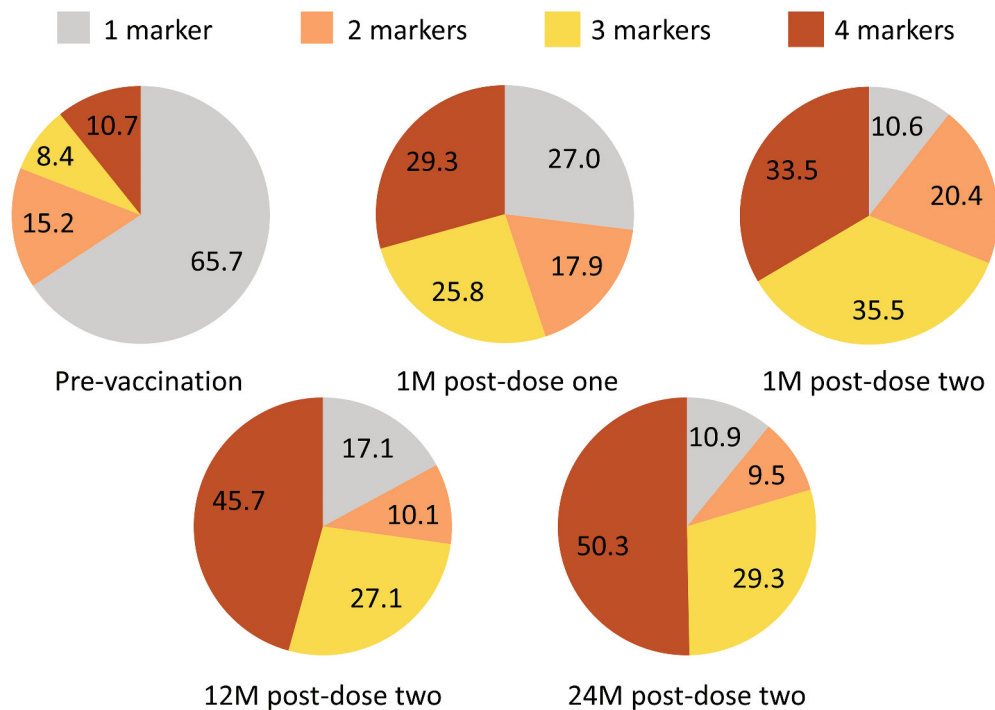 1 marker
2 markers
3 markers
4 markers
10.7
8.4
15.2
65.7
Pre-vaccination
29.3
27.0
17.9
25.8
1M post-dose one
10.6
33.5
20.4
35.5
1M post-dose two
17.1
45.7
10.1
27.1
12M post-dose two
10.9
9.5
50.3
29.3
24M post-dose two